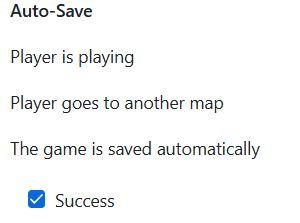 Auto-Save
Player is playing
Player goes to another map
The game is saved automatically
Success